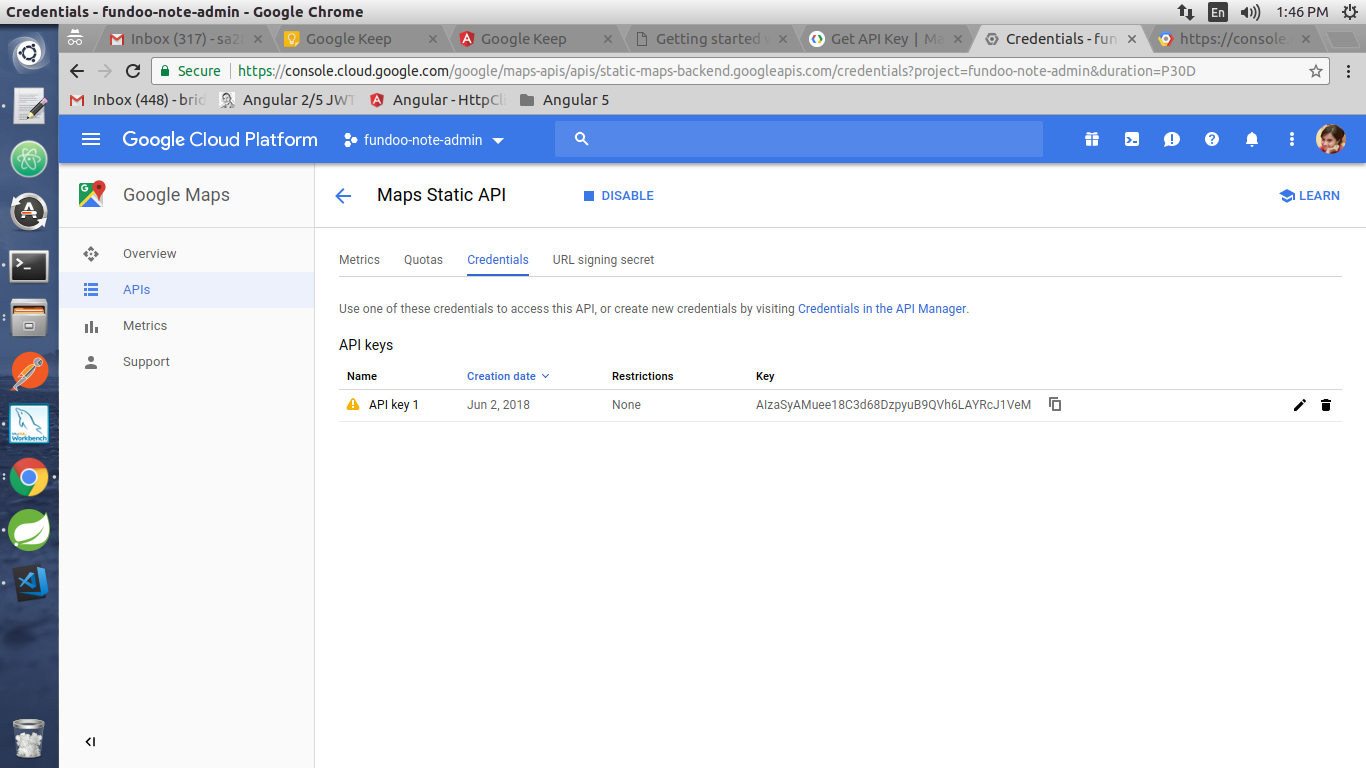 Credentials - fundoo-note-admin - Google Chrome
En
1:46 PM
Inbox (317) - sa2
Google Keep
Google Keep
Getting started
Get API Key | Ma
Credentials - fun
https://console.
Secure
https://console.cloud.google.com/google/maps-apis/apis/static-maps-backend.googleapis.com/credentials?project=fundoo-note-admin&duration=P30D
Inbox (448) - brid
Angular 2/5 JWT
Angular - HttpCli
Angular 5
Google Cloud Platform
fundoo-note-admin
Google Maps
Maps Static API
DISABLE
LEARN
Overview
APIs
Metrics
Support
Metrics
Quotas
Credentials
URL signing secret
Use one of these credentials to access this API, or create new credentials by visiting Credentials in the API Manager.
API keys
Name
Creation date
Restrictions
Key
API key 1
Jun 2, 2018
None
AIzaSyAMuee18C3d68DzpyuB9QVh6LAYRcJ1VeM